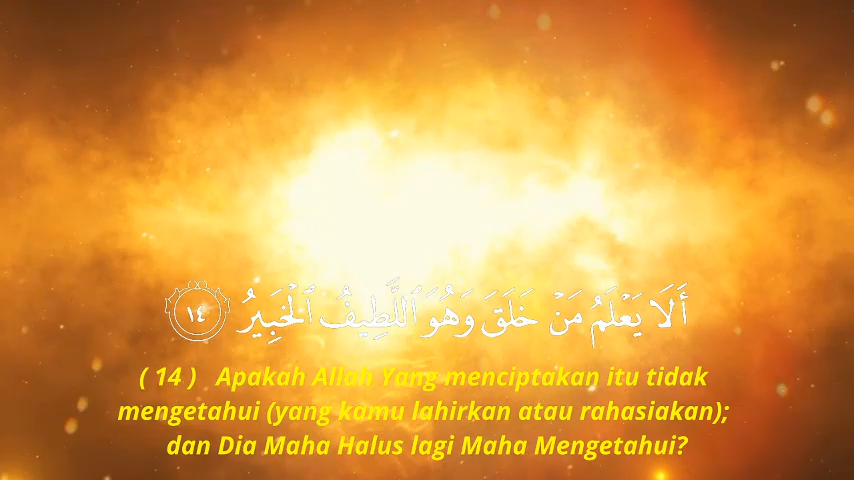 أَلَا يَعْلَمُ مَنْ خَلَقَ وَهُوَ ٱللَّطِيفُ ٱلْخَبِيرُ ١٤
( 14 ) Apakah Allah Yang menciptakan itu tidak
mengetahui (yang kamu lahirkan atau rahasiakan);
dan Dia Maha Halus lagi Maha Mengetahui?